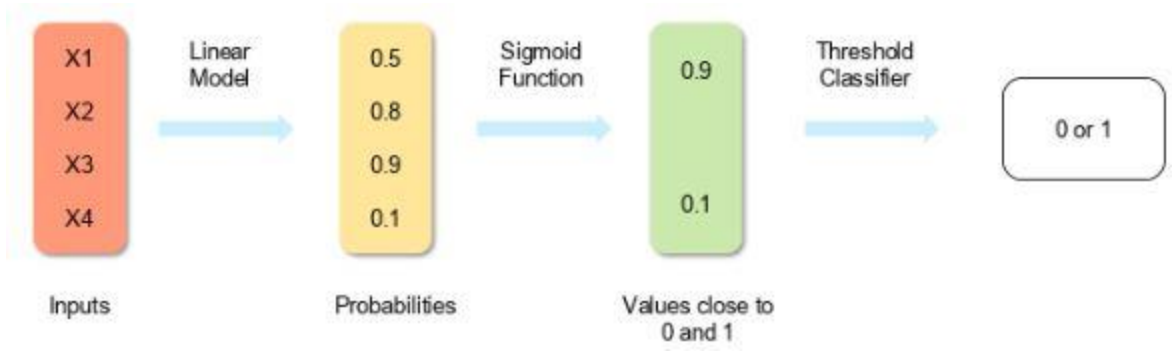 X1
X2
X3
X4
Inputs
Linear
Model
0.5
0.8
0.9
0.1
Probabilities
Sigmoid
Function
0.9
0.1
Values close to
0 and 1
Threshold
Classifier
0 or 1